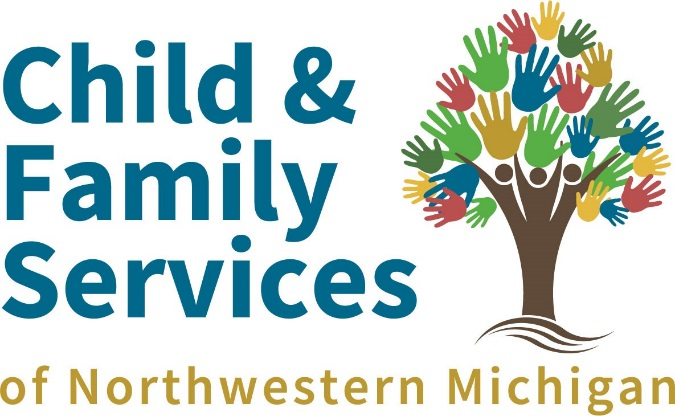 Child &
Family
Services
of Northwestern Michigan